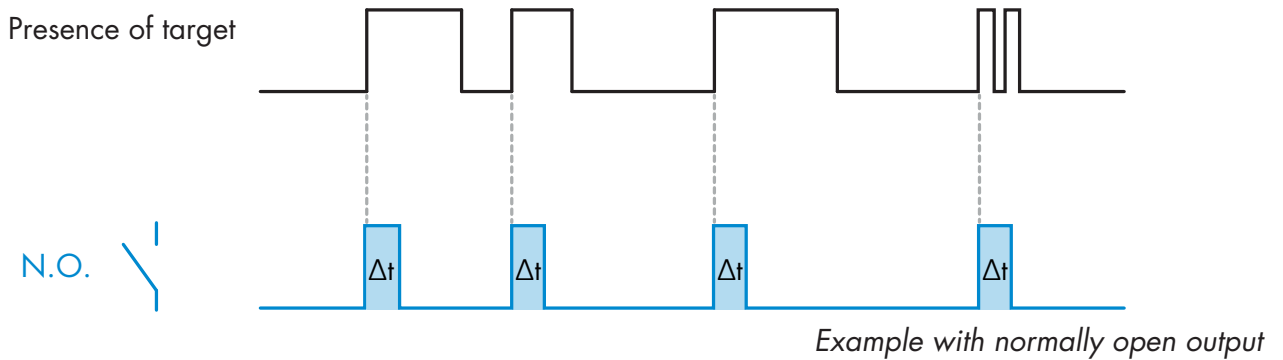 Presence of target
N.O.
Δt Δt Δt Δt
Example with normally open output